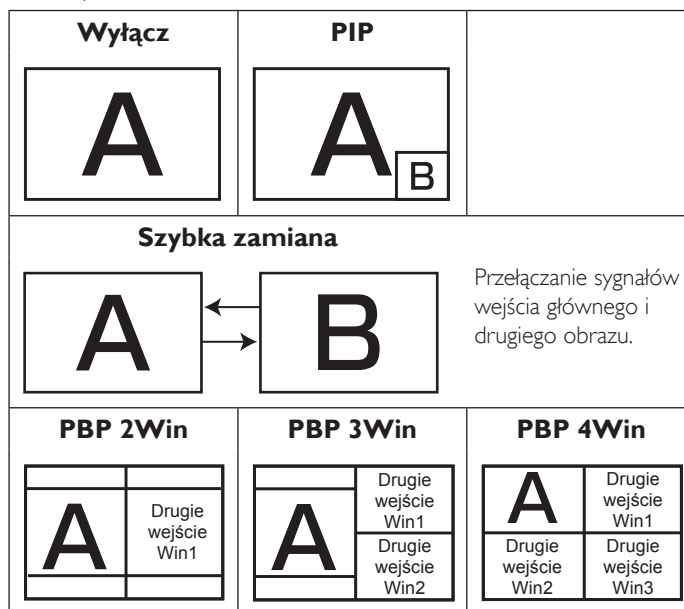 Wyłącz
PIP
A
A
B
Szybka zamiana
A
B
Przełączanie sygnałów
wejścia głównego i
drugiego obrazu.
PBP 2Win
PBP 3Win
PBP 4Win
A
Drugie
wejście
Win1
A
Drugie
wejście
Win1
Drugie
wejście
Win2
A
Drugie
wejście
Win1
Drugie
wejście
Win2
Drugie
wejście
Win3